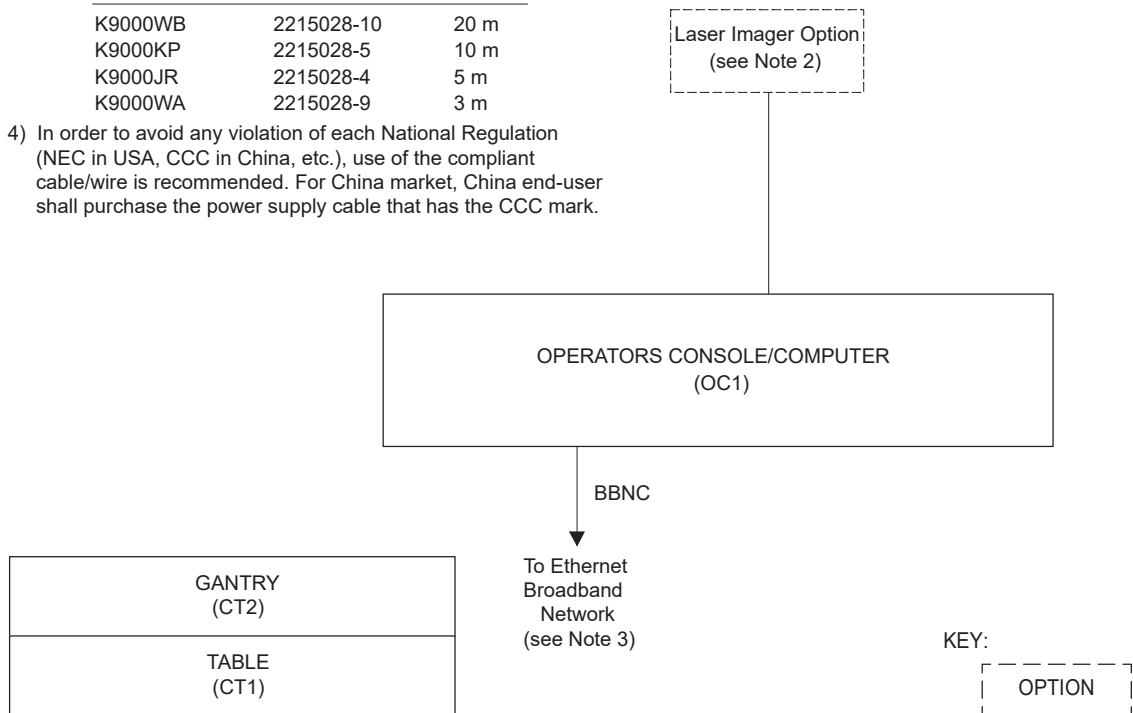 K9000WB 2215028-10 20 m
K9000KP 2215028-5 10 m
K9000JR 2215028-4 5 m
K9000WA 2215028-9 3 m
4) In order to avoid any violation of each National Regulation
(NEC in USA, CCC in China, etc.), use of the compliant
cable/wire is recommended. For China market, China end-user
shall purchase the power supply cable that has the CCC mark.
Laser Imager Option
(see Note 2)
OPERATORS CONSOLE/COMPUTER
(OC1)
BBNC
To Ethernet
Broadband
Network
(see Note 3)
GANTRY
(CT2)
TABLE
(CT1)
KEY:
OPTION